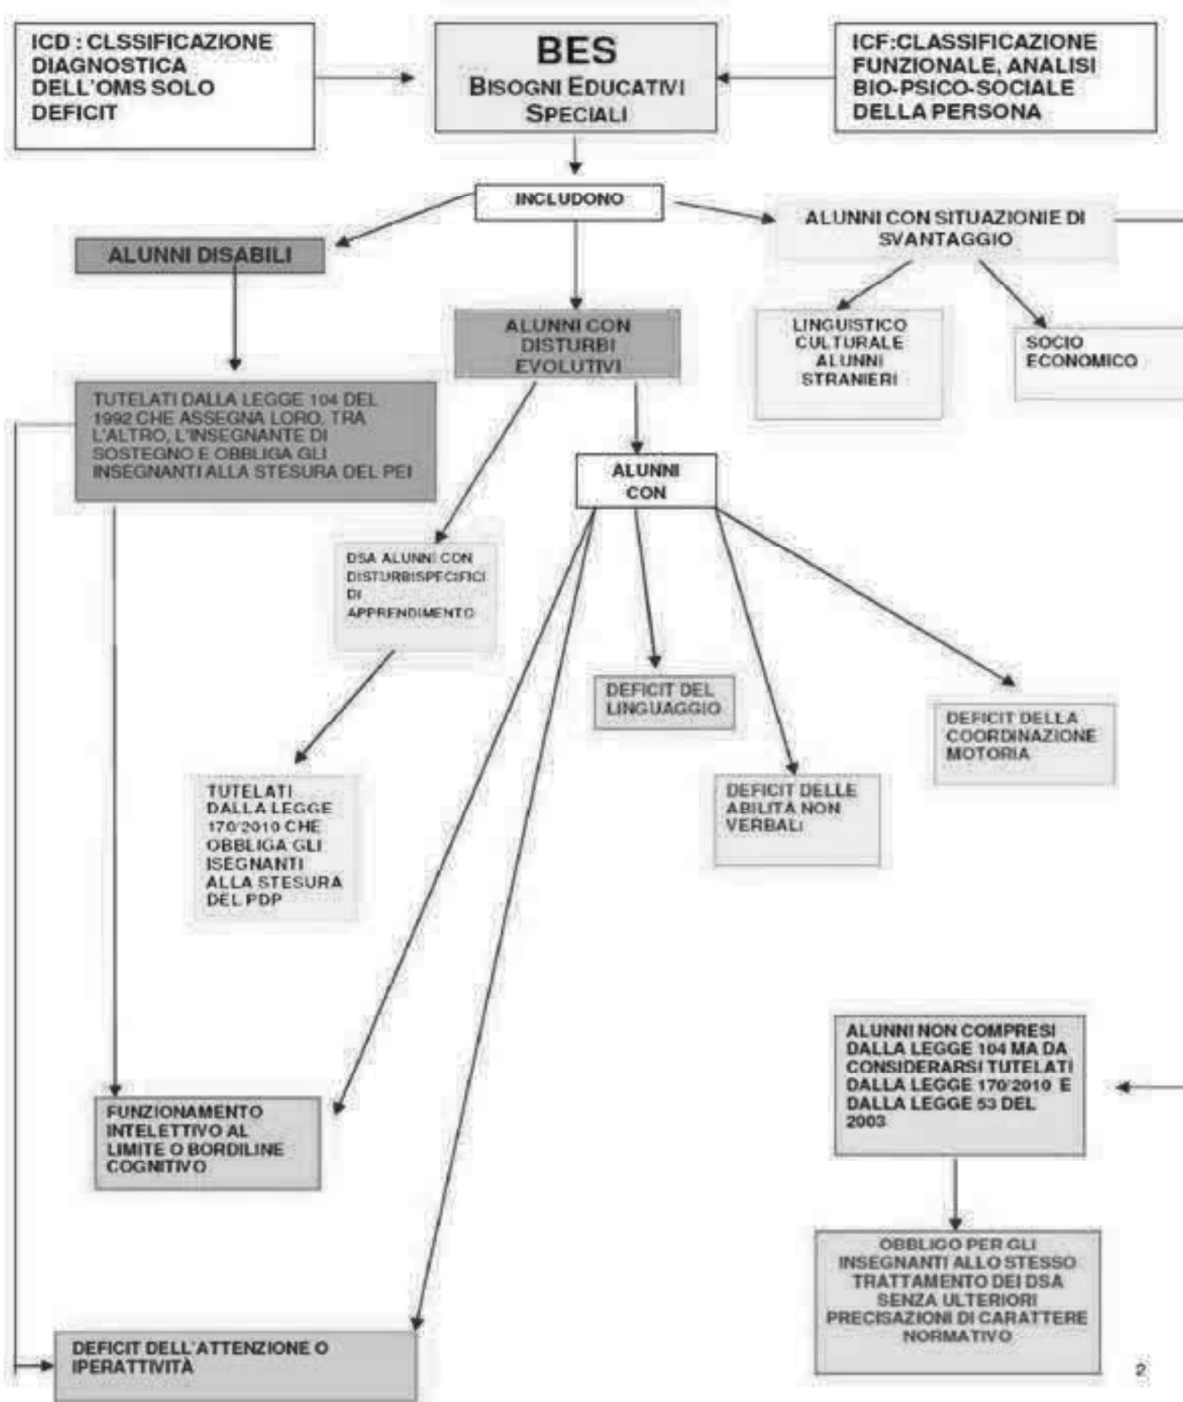 ICD : CLSSIFICAZIONE
DIAGNOSTICA
DELL'OMS SOLO
DEFICIT
BES
BISOGNI EDUCATIVI
SPECIALI
ICF:CLASSIFICAZIONE
FUNZIONALE, ANALISI
BIO-PSICO-SOCIALE
DELLA PERSONA
INCLUDONO
ALUNNI DISABILI
ALUNNI CON SITUAZIONIE DI
SVANTAGGIO
ALUNNI CON
DISTURBI
EVOLUTIVI
LINGUISTICO
CULTURALE
ALUNNI
STRANIERI
SOCIO
ECONOMICO
TUTELATI DALLA LEGGE 104 DEL
1992 CHE ASSEGNA LORO, TRA
L'ALTRO, L'INSEGNANTE DI
SOSTEGNO E OBBLIGA GLI
INSEGNANTI ALLA STESURA DEL PEI
ALUNNI
CON
DSA ALUNNI CON
DISTURBISPECIFICI
DI
APPRENDIMENTO
DEFICIT DEL
LINGUAGGIO
DEFICIT DELLA
COORDINAZIONE
MOTORIA
TUTELATI
DALLA LEGGE
170/2010 CHE
OBBLIGA GLI
ISEGNANTI
ALLA STESURA
DEL PDP
DEFICIT DELLE
ABILITÀ NON
VERBALI
ALUNNI NON COMPRESI
DALLA LEGGE 104 MA DA
CONSIDERARSI TUTELATI
DALLA LEGGE 170/2010 E
DALLA LEGGE 53 DEL
2003
FUNZIONAMENTO
INTELETTIVO AL
LIMITE O BORDILINE
COGNITIVO
OBBLIGO PER GLI
INSEGNANTI ALLO STESSO
TRATTAMENTO DEI DSA
SENZA ULTERIORI
PRECISAZIONI DI CARATTERE
NORMATIVO
DEFICIT DELL'ATTENZIONE O
IPERATTIVITÀ
2